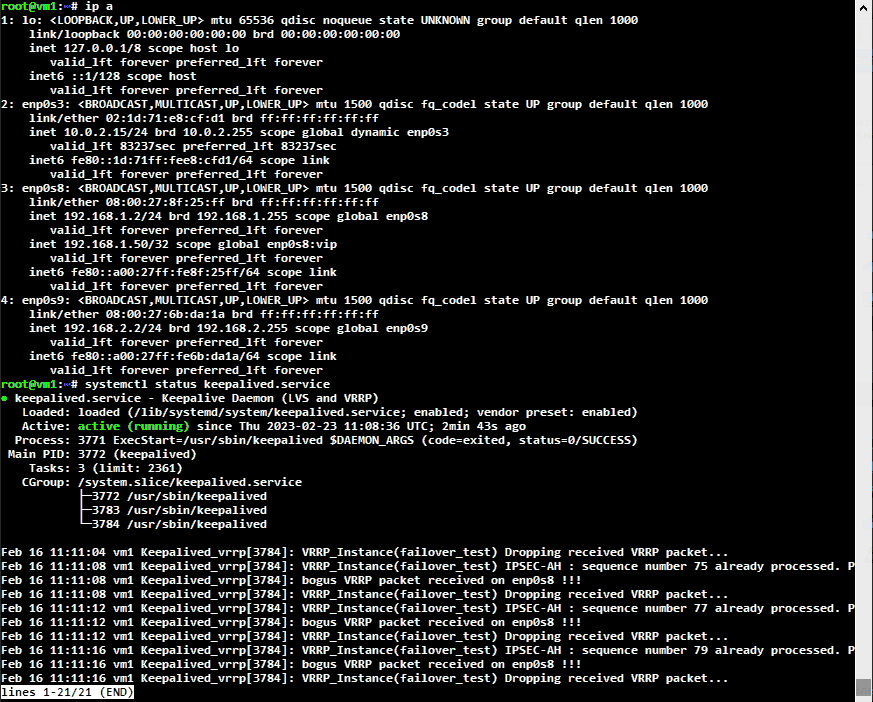 root@vm1:~# ip a
1: lo: <LOOPBACK,UP,LOWER_UP> mtu 65536 qdisc noqueue state UNKNOWN group default qlen 1000
    link/loopback 00:00:00:00:00:00 brd 00:00:00:00:00:00
    inet 127.0.0.1/8 scope host lo
       valid_lft forever preferred_lft forever
    inet6 ::1/128 scope host
       valid_lft forever preferred_lft forever
2: enp0s3: <BROADCAST,MULTICAST,UP,LOWER_UP> mtu 1500 qdisc fq_codel state UP group default qlen 1000
    link/ether 02:1d:71:e8:cf:d1 brd ff:ff:ff:ff:ff:ff
    inet 10.0.2.15/24 brd 10.0.2.255 scope global dynamic enp0s3
       valid_lft 83237sec preferred_lft 83237sec
    inet6 fe80::1d:71ff:fee8:cfd1/64 scope link
       valid_lft forever preferred_lft forever
3: enp0s8: <BROADCAST,MULTICAST,UP,LOWER_UP> mtu 1500 qdisc fq_codel state UP group default qlen 1000
    link/ether 08:00:27:8f:25:ff brd ff:ff:ff:ff:ff:ff
    inet 192.168.1.2/24 brd 192.168.1.255 scope global enp0s8
       valid_lft forever preferred_lft forever
    inet 192.168.1.50/32 scope global enp0s8:vip
       valid_lft forever preferred_lft forever
    inet6 fe80::a00:27ff:fe8f:25ff/64 scope link
       valid_lft forever preferred_lft forever
4: enp0s9: <BROADCAST,MULTICAST,UP,LOWER_UP> mtu 1500 qdisc fq_codel state UP group default qlen 1000
    link/ether 08:00:27:6b:da:1a brd ff:ff:ff:ff:ff:ff
    inet 192.168.2.2/24 brd 192.168.2.255 scope global enp0s9
       valid_lft forever preferred_lft forever
    inet6 fe80::a00:27ff:fe6b:da1a/64 scope link
       valid_lft forever preferred_lft forever
root@vm1:~# systemctl status keepalived.service
● keepalived.service - Keepalive Daemon (LVS and VRRP)
   Loaded: loaded (/lib/systemd/system/keepalived.service; enabled; vendor preset: enabled)
   Active: active (running) since Thu 2023-02-23 11:08:36 UTC; 2min 43s ago
  Process: 3771 ExecStart=/usr/sbin/keepalived $DAEMON_ARGS (code=exited, status=0/SUCCESS)
 Main PID: 3772 (keepalived)
    Tasks: 3 (limit: 2361)
   CGroup: /system.slice/keepalived.service
           ├─3772 /usr/sbin/keepalived
           ├─3783 /usr/sbin/keepalived
           └─3784 /usr/sbin/keepalived
Feb 16 11:11:04 vm1 Keepalived_vrrp[3784]: VRRP_Instance(failover_test) Dropping received VRRP packet...
Feb 16 11:11:08 vm1 Keepalived_vrrp[3784]: VRRP_Instance(failover_test) IPSEC-AH : sequence number 75 already processed. P
Feb 16 11:11:08 vm1 Keepalived_vrrp[3784]: bogus VRRP packet received on enp0s8 !!!
Feb 16 11:11:08 vm1 Keepalived_vrrp[3784]: VRRP_Instance(failover_test) Dropping received VRRP packet...
Feb 16 11:11:12 vm1 Keepalived_vrrp[3784]: VRRP_Instance(failover_test) IPSEC-AH : sequence number 77 already processed. P
Feb 16 11:11:12 vm1 Keepalived_vrrp[3784]: bogus VRRP packet received on enp0s8 !!!
Feb 16 11:11:12 vm1 Keepalived_vrrp[3784]: VRRP_Instance(failover_test) Dropping received VRRP packet...
Feb 16 11:11:16 vm1 Keepalived_vrrp[3784]: VRRP_Instance(failover_test) IPSEC-AH : sequence number 79 already processed. P
Feb 16 11:11:16 vm1 Keepalived_vrrp[3784]: bogus VRRP packet received on enp0s8 !!!
Feb 16 11:11:16 vm1 Keepalived_vrrp[3784]: VRRP_Instance(failover_test) Dropping received VRRP packet...
lines 1-21/21 (END)